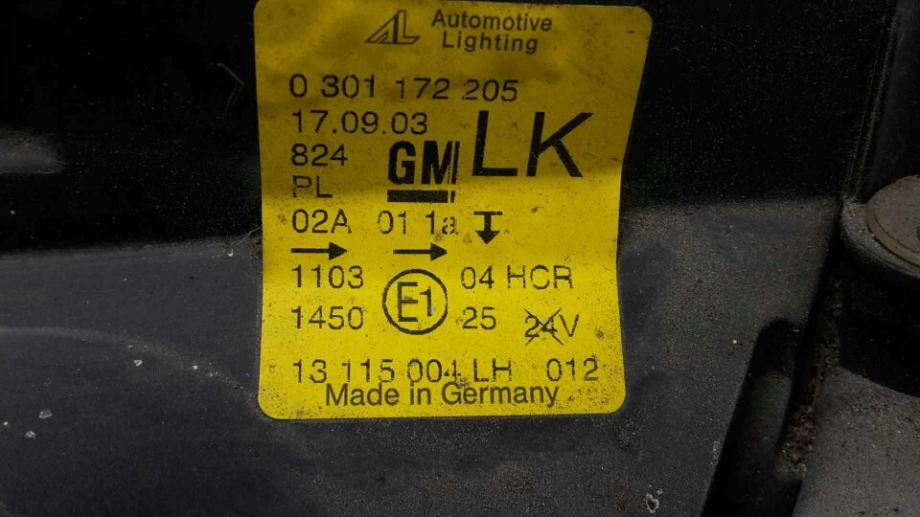 AL Automotive
Lighting
0 301 172 205
17.09.03
LK
824
GM
PL
02A 01 1a
1103 04 HCR
E1
1450 25 24V
13 115 004 LH 012
Made in Germany